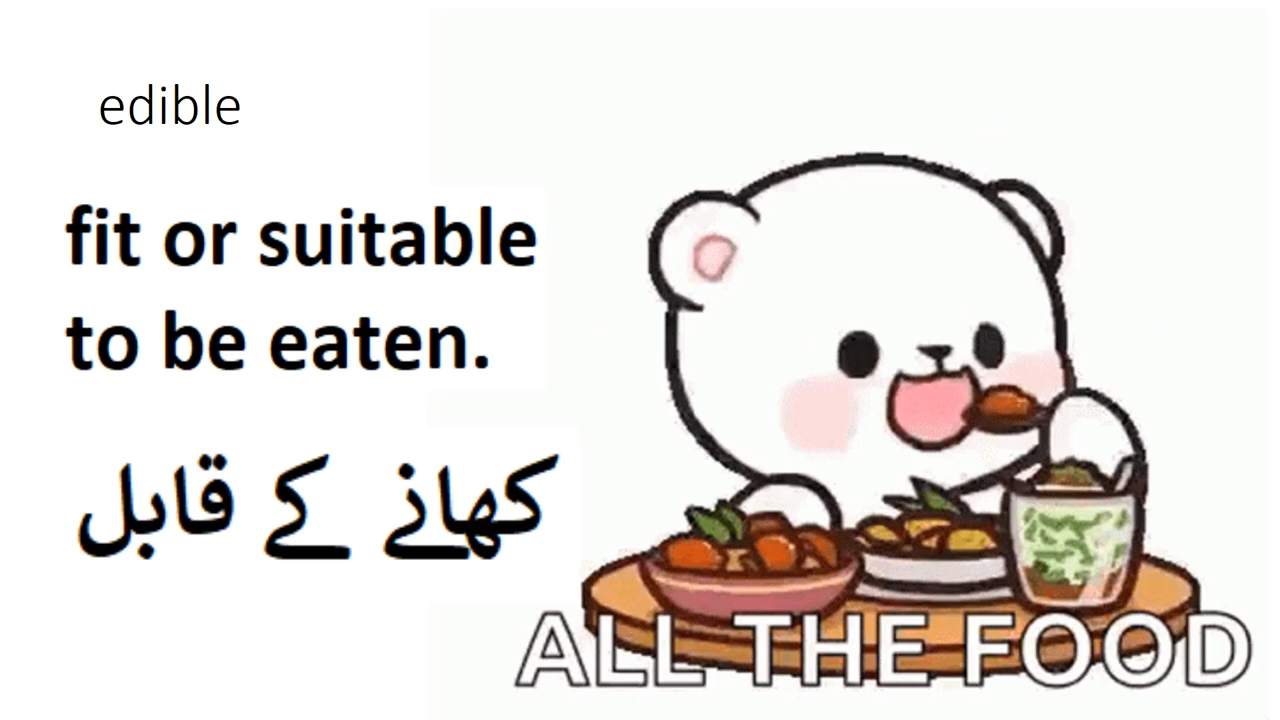 edible
fit or suitable
to be eaten.
کھانے کے قابل
ALL THE FOOD